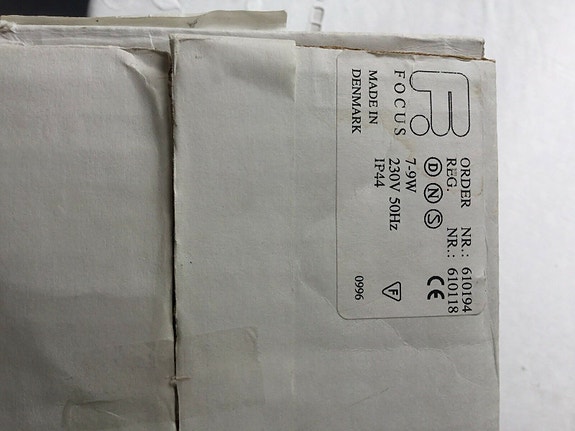 ORDER NR.: 610194
REG. NR.: 610118
D N S CE
FOCUS
7-9W
230V 50Hz
IP44
F
MADE IN
DENMARK
0996